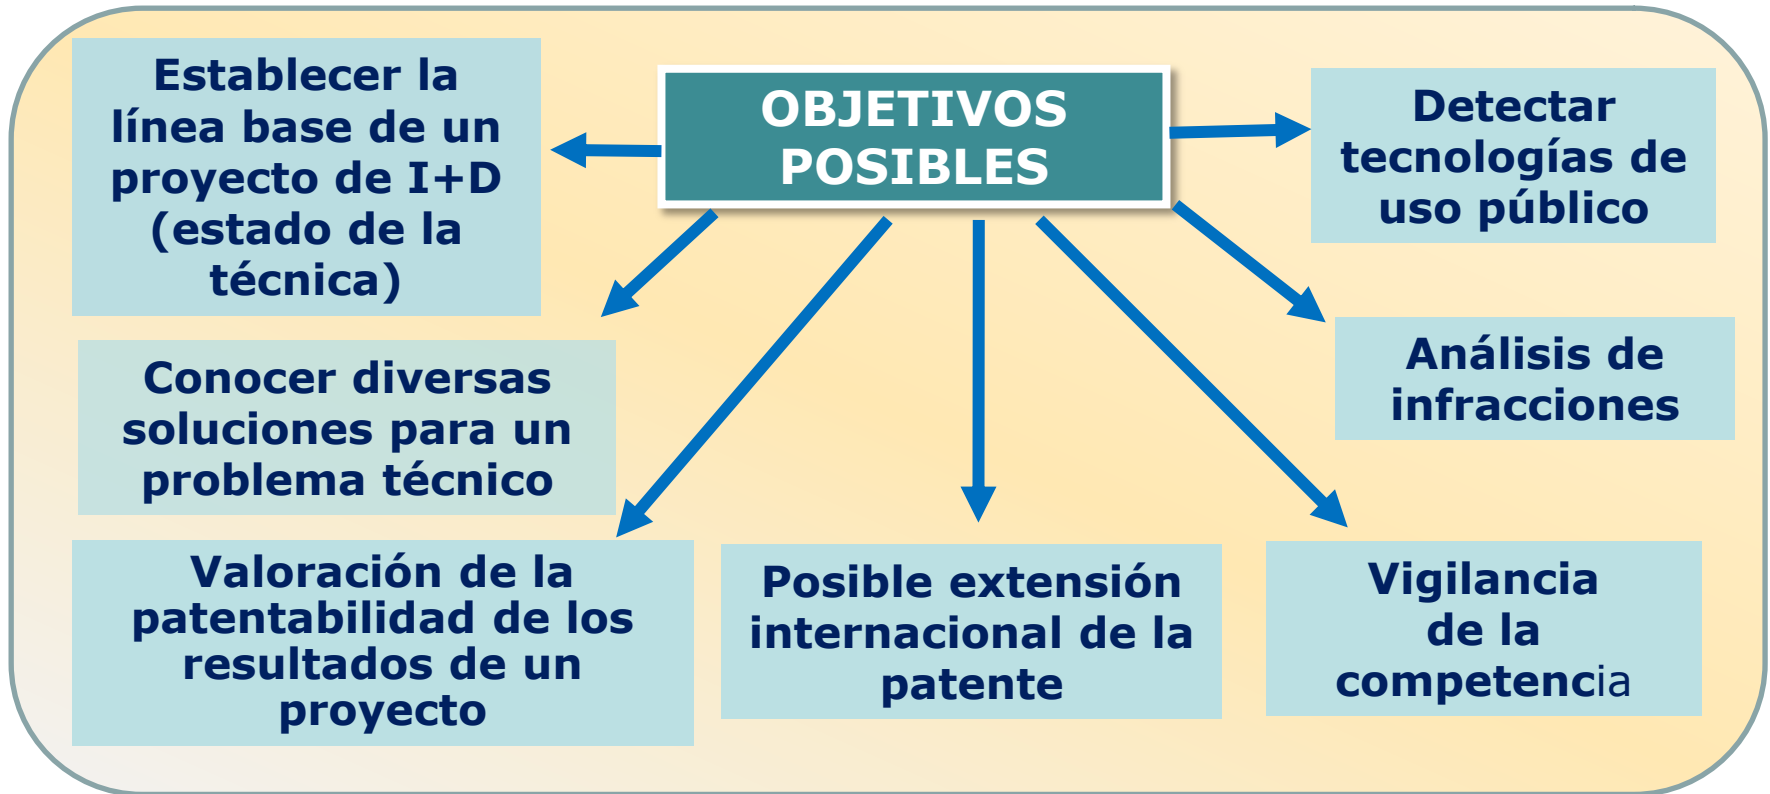 OBJETIVOS
POSIBLES
Establecer la
línea base de un
proyecto de I+D
(estado de la
técnica)
Detectar
tecnologías de
uso público
Conocer diversas
soluciones para un
problema técnico
Análisis de
infracciones
Valoración de la
patentabilidad de los
resultados de un
proyecto
Posible extensión
internacional de la
patente
Vigilancia
de la
competencia